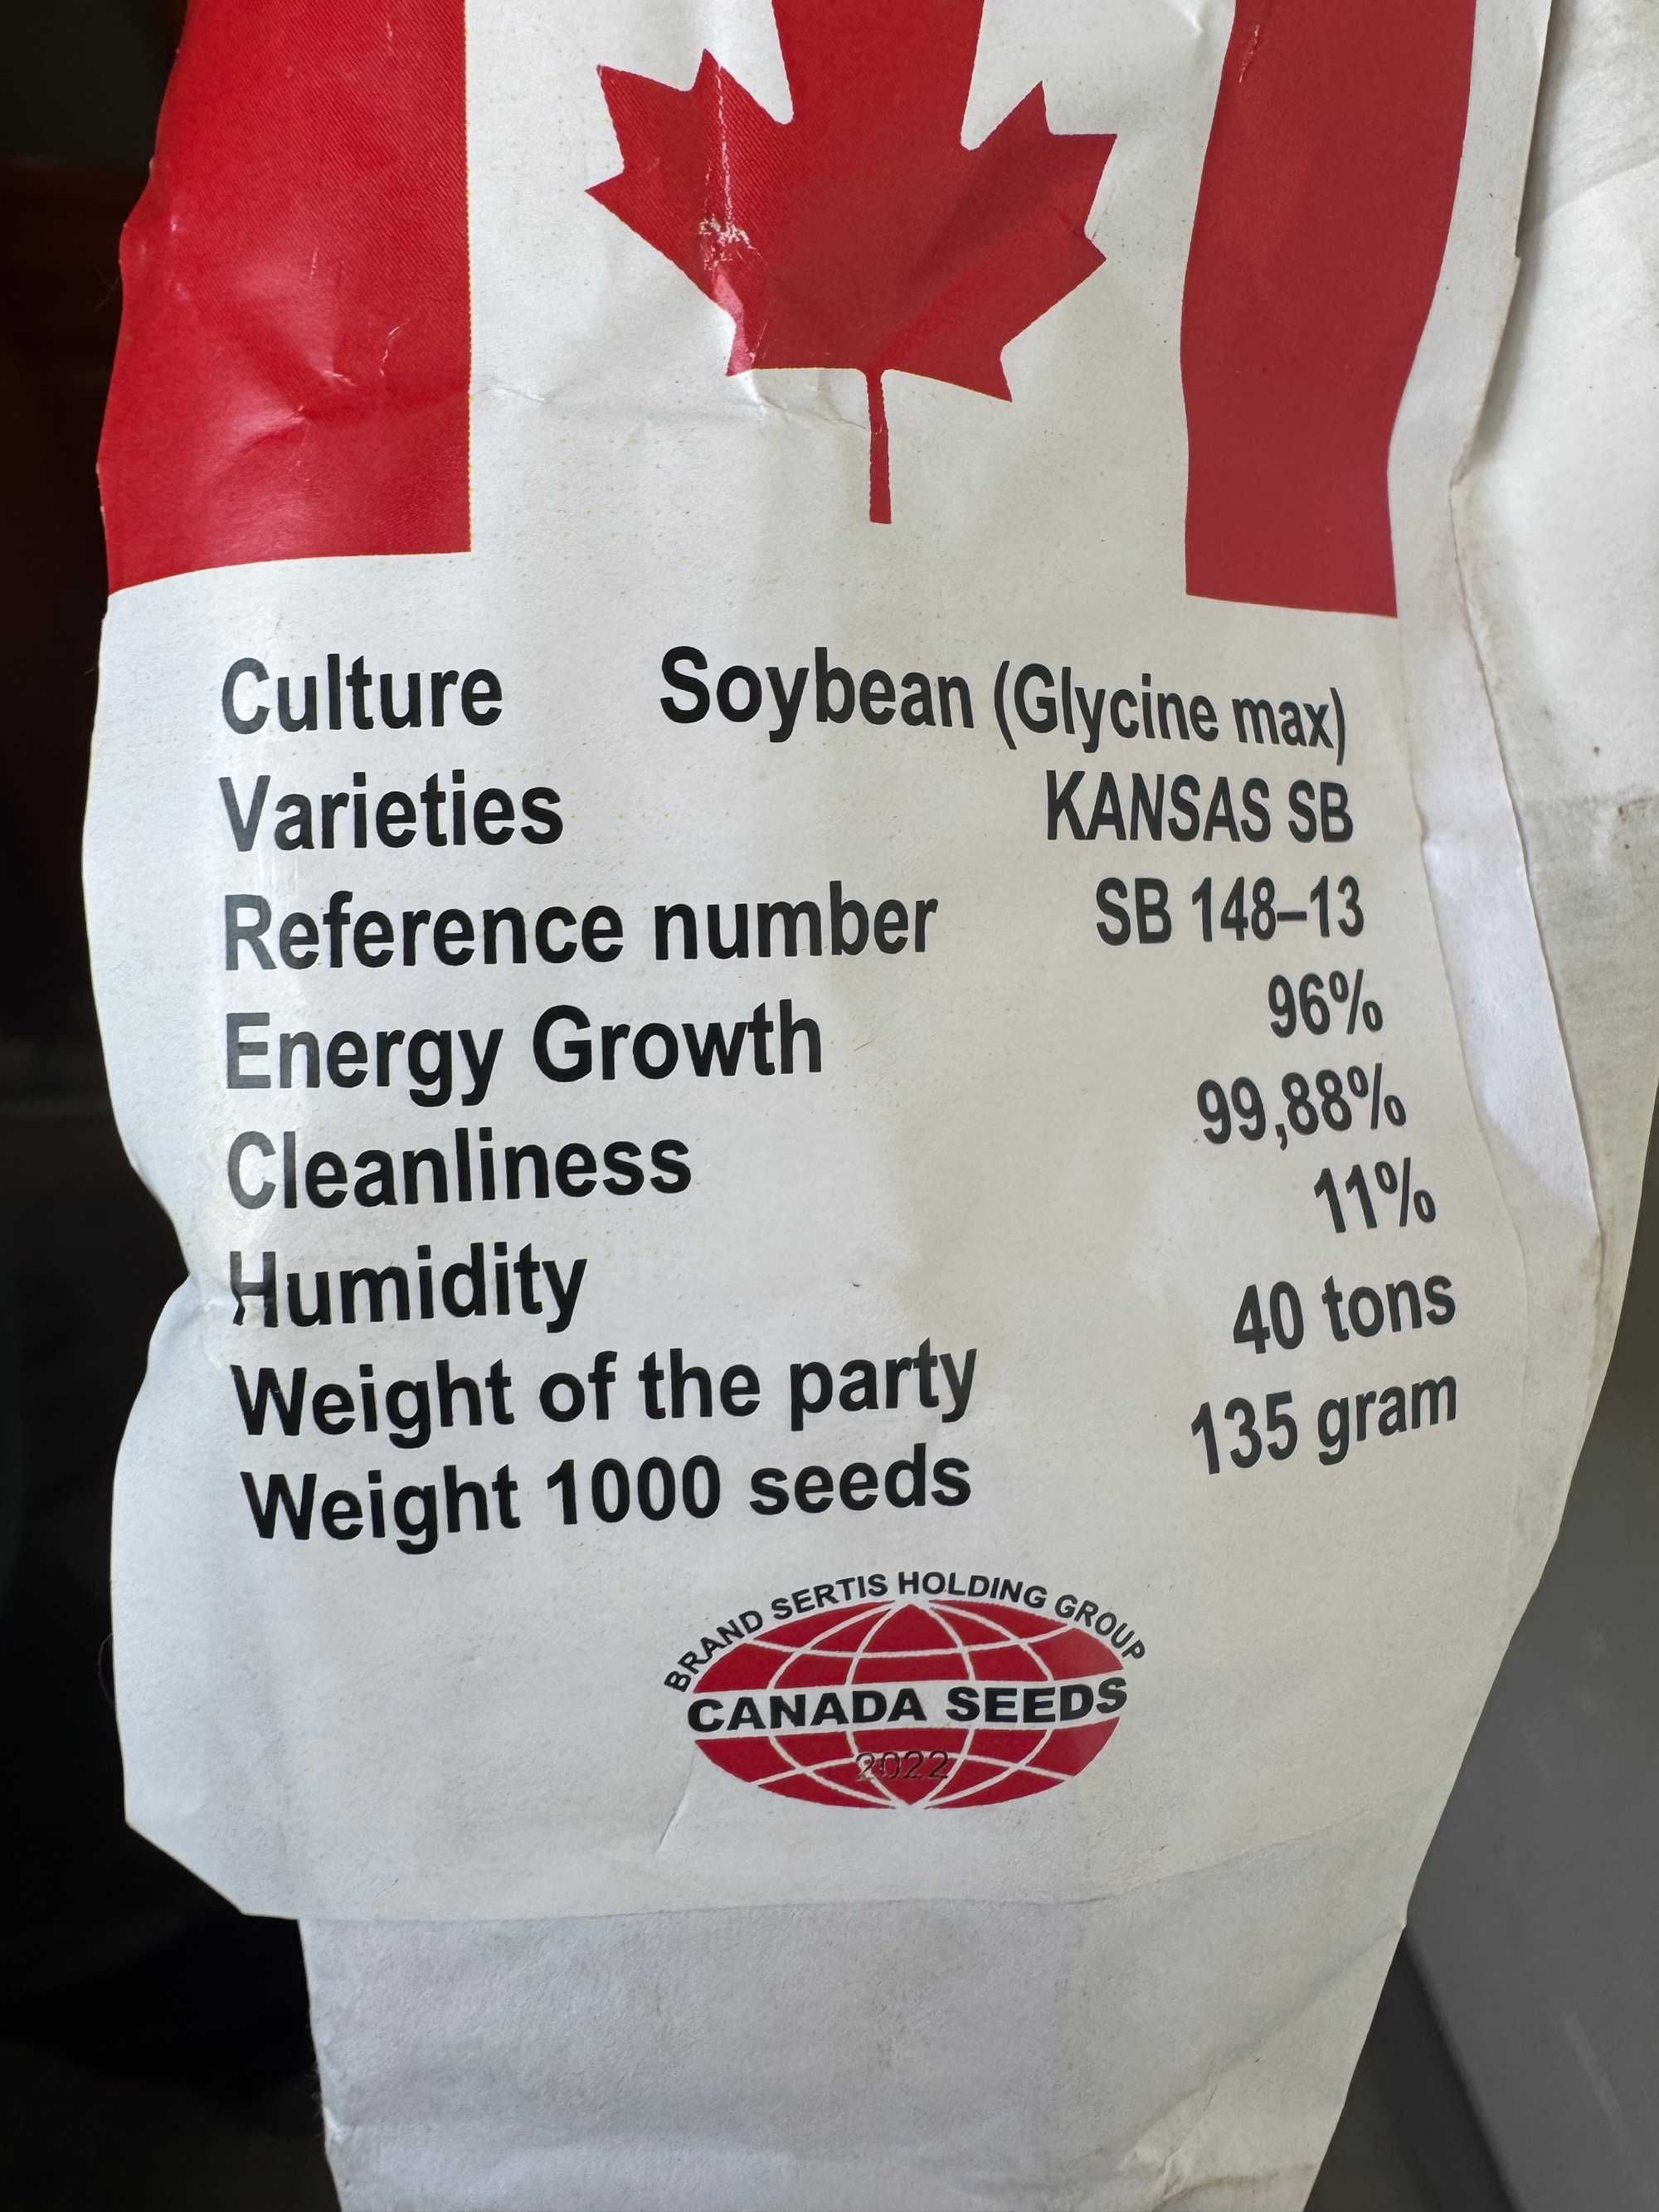 Culture Soybean (Glycine max)
Varieties KANSAS SB
Reference number SB 148–13
Energy Growth 96%
Cleanliness 99,88%
Humidity 11%
Weight of the party 40 tons
Weight 1000 seeds 135 gram
BRAND SERTIS HOLDING GROUP
CANADA SEEDS
2022